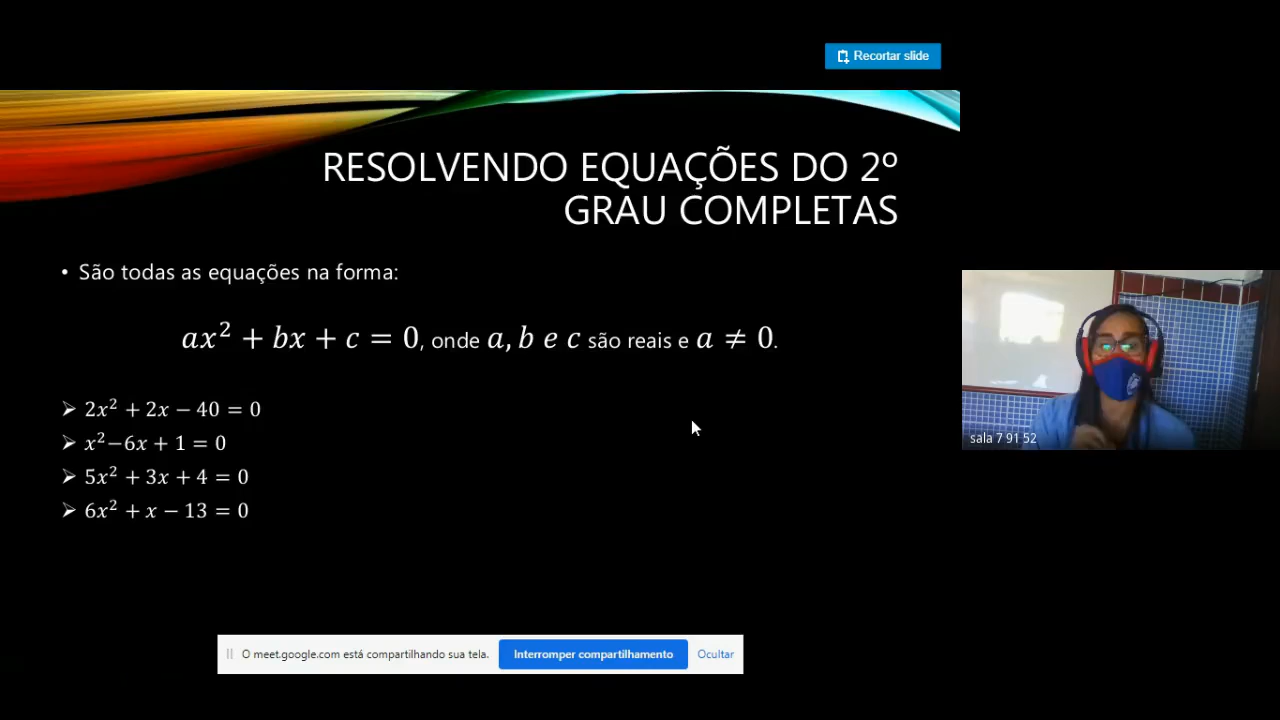 Recortar slide
RESOLVENDO EQUAÇÕES DO 2º
GRAU COMPLETAS
• São todas as equações na forma:
ax² + bx + c = 0, onde a, b e c são reais e a ≠ 0.
➢ 2x² + 2x − 40 = 0
➢ x²−6x + 1 = 0
➢ 5x² + 3x + 4 = 0
➢ 6x² + x − 13 = 0
sala 7 91 52
O meet.google.com está compartilhando sua tela. Interromper compartilhamento Ocultar